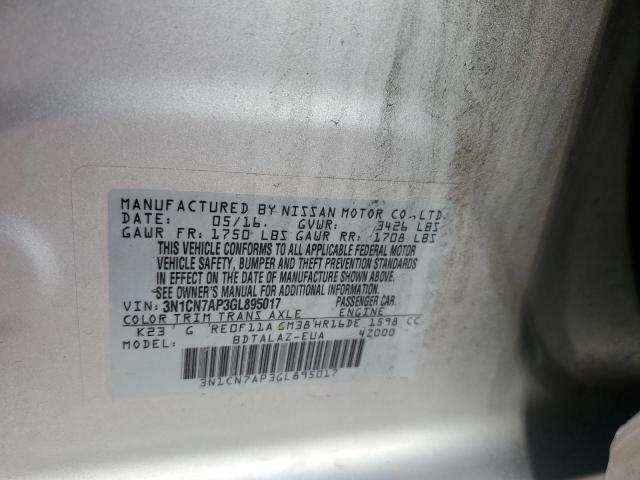 MANUFACTURED BY NISSAN MOTOR CO.,LTD.
DATE: 05/16. GVWR: 3426 LBS
GAWR FR: 1750 LBS GAWR RR: 1708 LBS
THIS VEHICLE CONFORMS TO ALL APPLICABLE FEDERAL MOTOR
VEHICLE SAFETY, BUMPER AND THEFT PREVENTION STANDARDS
IN EFFECT ON THE DATE OF MANUFACTURE SHOWN ABOVE.
SEE OWNER'S MANUAL FOR ADDITIONAL INFORMATION.
VIN: 3N1CN7AP3GL895017 PASSENGER CAR.
COLOR TRIM TRANS AXLE ENGINE
K23 G RE0F11A GM38 HR16DE 1598 CC
MODEL: BDTALAZ-EUA 4Z000
3N1CN7AP3GL895017